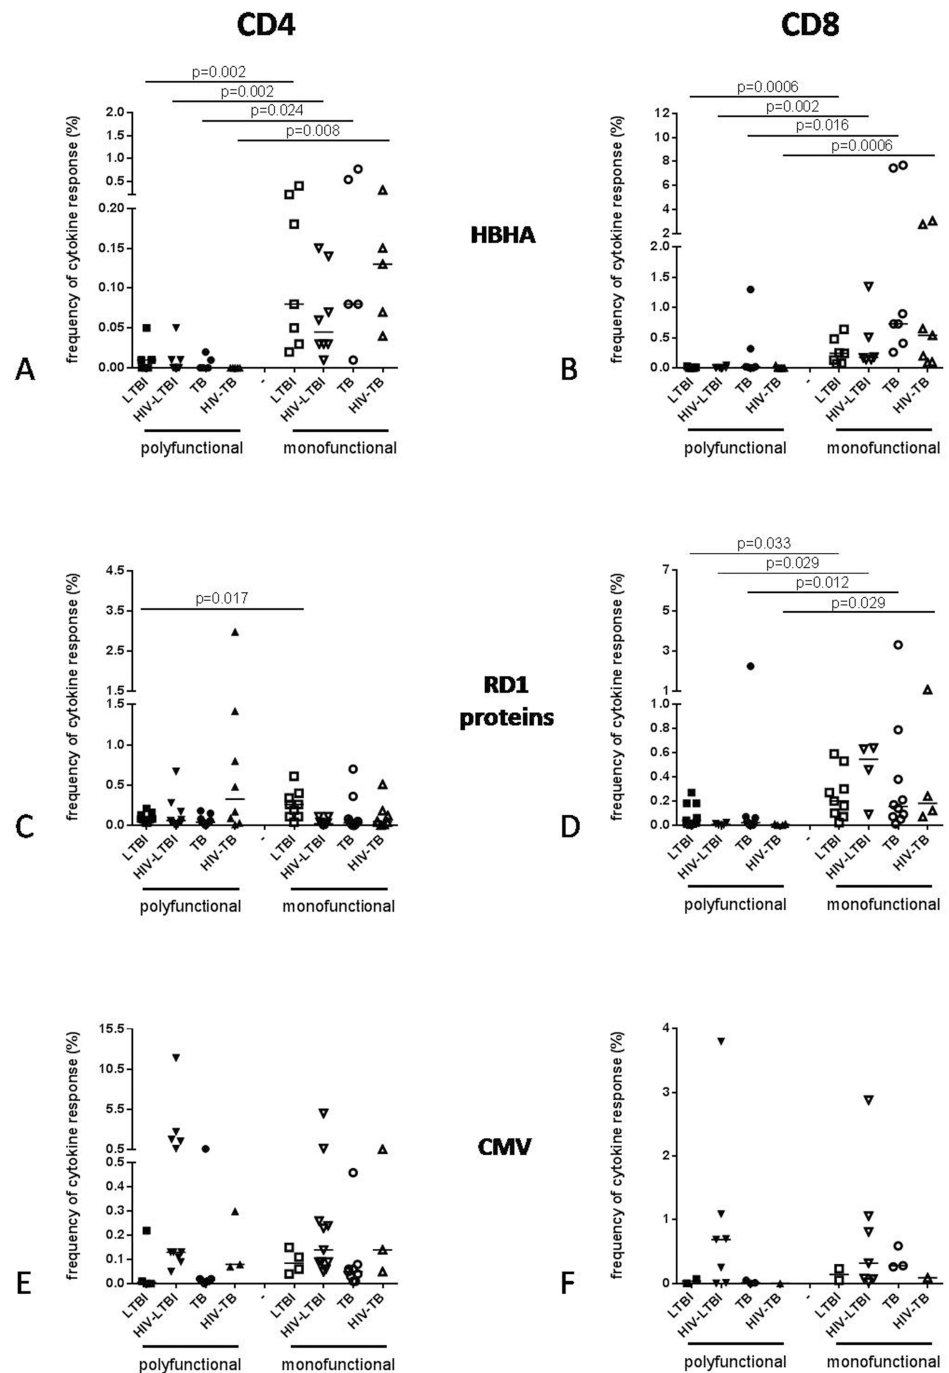 CD4
CD8
p=0.002
p=0.002
p=0.024
p=0.008
frequency of cytokine response (%)
2.0
1.5
1.0
0.5
0.20
0.15
0.10
0.05
0.00
LTBI
HIV-LTBI
TB
HIV-TB
-
LTBI
HIV-LTBI
TB
HIV-TB
polyfunctional
monofunctional
A
HBHA
p=0.0006
p=0.002
p=0.016
p=0.0006
frequency of cytokine response (%)
12
10
8
6
4
2
2.0
1.5
1.0
0.5
0.0
LTBI
HIV-LTBI
TB
HIV-TB
-
LTBI
HIV-LTBI
TB
HIV-TB
polyfunctional
monofunctional
B
p=0.017
frequency of cytokine response (%)
4.5
3.5
2.5
1.5
1.5
1.0
0.5
0.0
LTBI
HIV-LTBI
TB
HIV-TB
-
LTBI
HIV-LTBI
TB
HIV-TB
polyfunctional
monofunctional
C
RD1
proteins
p=0.033
p=0.029
p=0.012
p=0.029
frequency of cytokine response (%)
7
5
3
1
1.0
0.8
0.6
0.4
0.2
0.0
LTBI
HIV-LTBI
TB
HIV-TB
-
LTBI
HIV-LTBI
TB
HIV-TB
polyfunctional
monofunctional
D
frequency of cytokine response (%)
15.5
10.5
5.5
0.5
0.5
0.4
0.3
0.2
0.1
0.0
LTBI
HIV-LTBI
TB
HIV-TB
-
LTBI
HIV-LTBI
TB
HIV-TB
polyfunctional
monofunctional
E
CMV
frequency of cytokine response (%)
4
3
2
1
0
LTBI
HIV-LTBI
TB
HIV-TB
-
LTBI
HIV-LTBI
TB
HIV-TB
polyfunctional
monofunctional
F